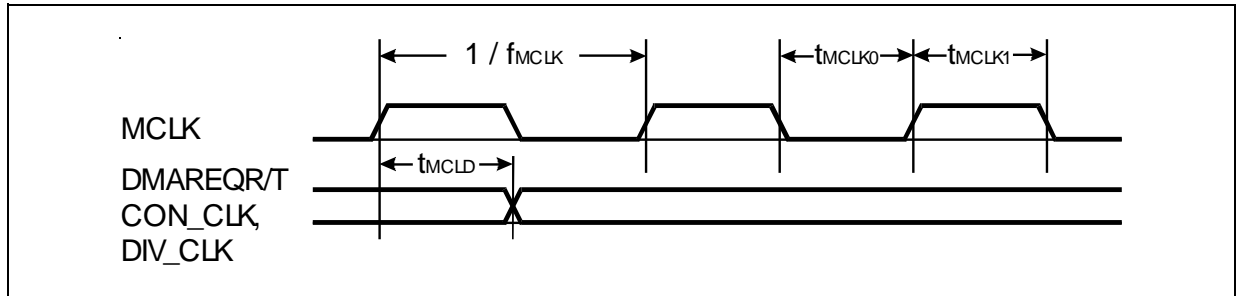 1 / fMCLK
tMCLK0
tMCLK1
MCLK
tMCLD
DMAREQR/T
CON_CLK,
DIV_CLK